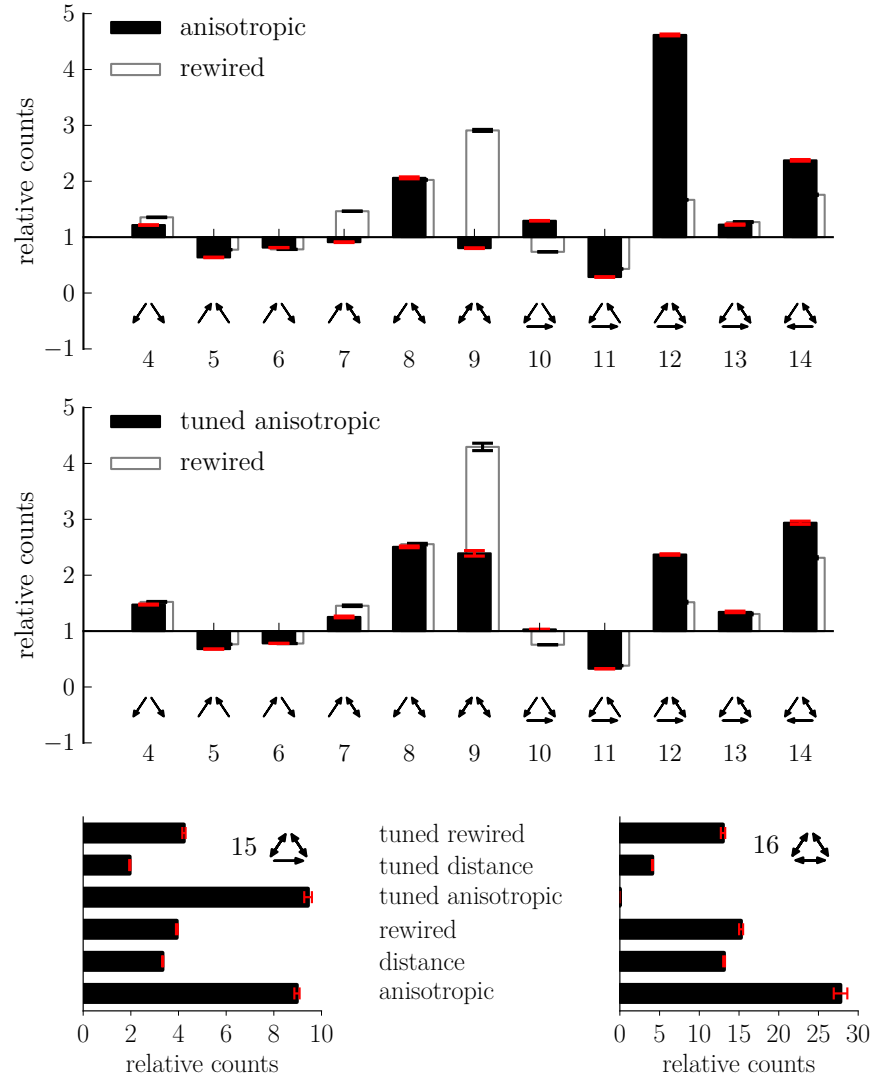 5
anisotropic
4
rewired
3
2
1
0
−1
relative counts
4 5 6 7 8 9 10 11 12 13 14
5
tuned anisotropic
4
rewired
3
2
1
0
−1
relative counts
4 5 6 7 8 9 10 11 12 13 14
15
tuned rewired
tuned distance
tuned anisotropic
rewired
distance
anisotropic
16
0 2 4 6 8 10
relative counts
0 5 10 15 20 25 30
relative counts